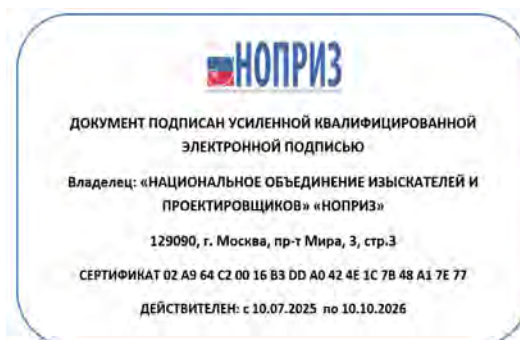 НОПРИЗ
ДОКУМЕНТ ПОДПИСАН УСИЛЕННОЙ КВАЛИФИЦИРОВАННОЙ
ЭЛЕКТРОННОЙ ПОДПИСЬЮ
Владелец: «НАЦИОНАЛЬНОЕ ОБЪЕДИНЕНИЕ ИЗЫСКАТЕЛЕЙ И
ПРОЕКТИРОВЩИКОВ» «НОПРИЗ»
129090, г. Москва, пр-т Мира, 3, стр.3
СЕРТИФИКАТ 02 A9 64 C2 00 16 B3 DD A0 42 4E 1C 7B 48 A1 7E 77
ДЕЙСТВИТЕЛЕН: с 10.07.2025 по 10.10.2026